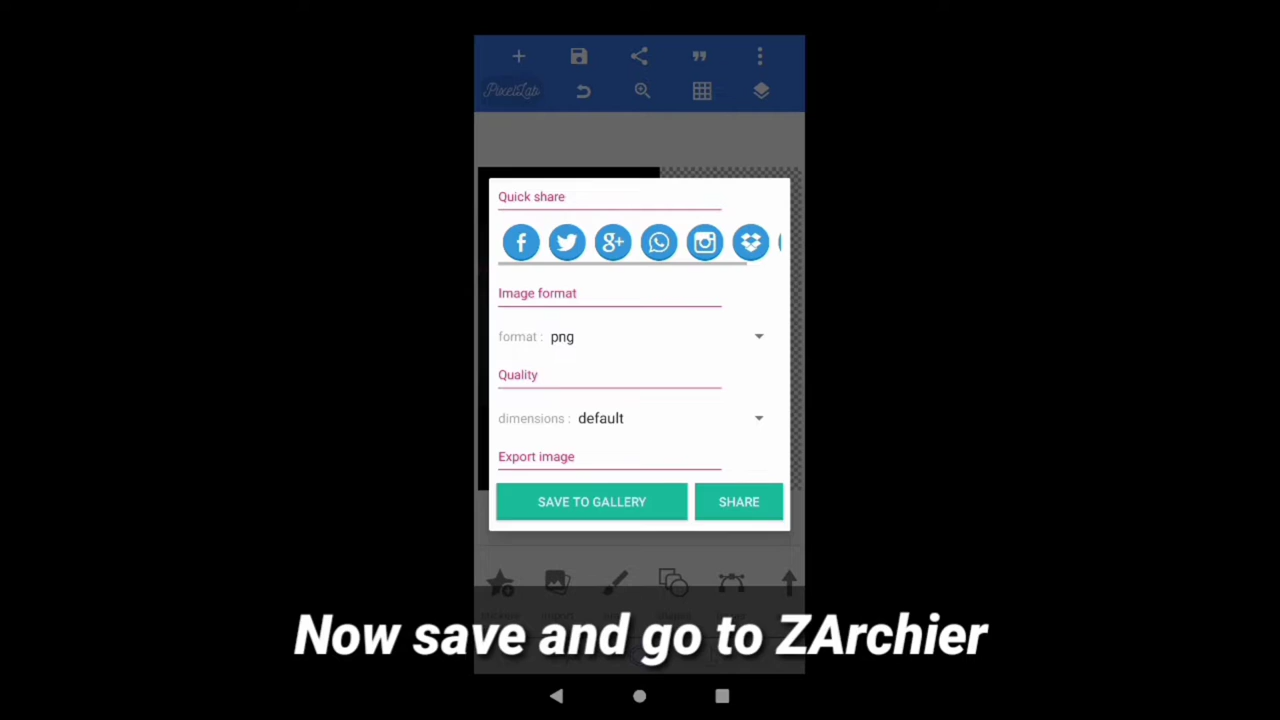 PixelLab
Quick share
Image format
format : png
Quality
dimensions : default
Export image
SAVE TO GALLERY SHARE
Now save and go to ZArchier